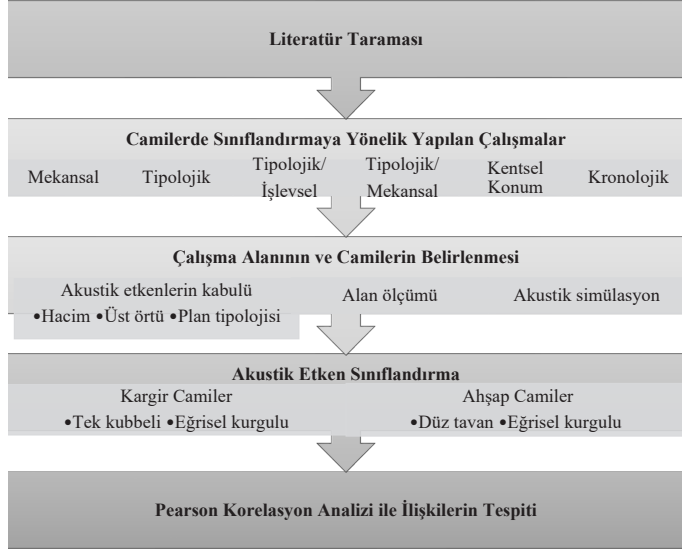 Literatür Taraması
Camilerde Sınıflandırmaya Yönelik Yapılan Çalışmalar
Mekansal
Tipolojik
Tipolojik/
İşlevsel
Tipolojik/
Mekansal
Kentsel
Konum
Kronolojik
Çalışma Alanının ve Camilerin Belirlenmesi
Akustik etkenlerin kabulü
•Hacim •Üst örtü •Plan tipolojisi
Alan ölçümü
Akustik simülasyon
Akustik Etken Sınıflandırma
Kargir Camiler
•Tek kubbeli •Eğrisel kurgulu
Ahşap Camiler
•Düz tavan •Eğrisel kurgulu
Pearson Korelasyon Analizi ile İlişkilerin Tespiti